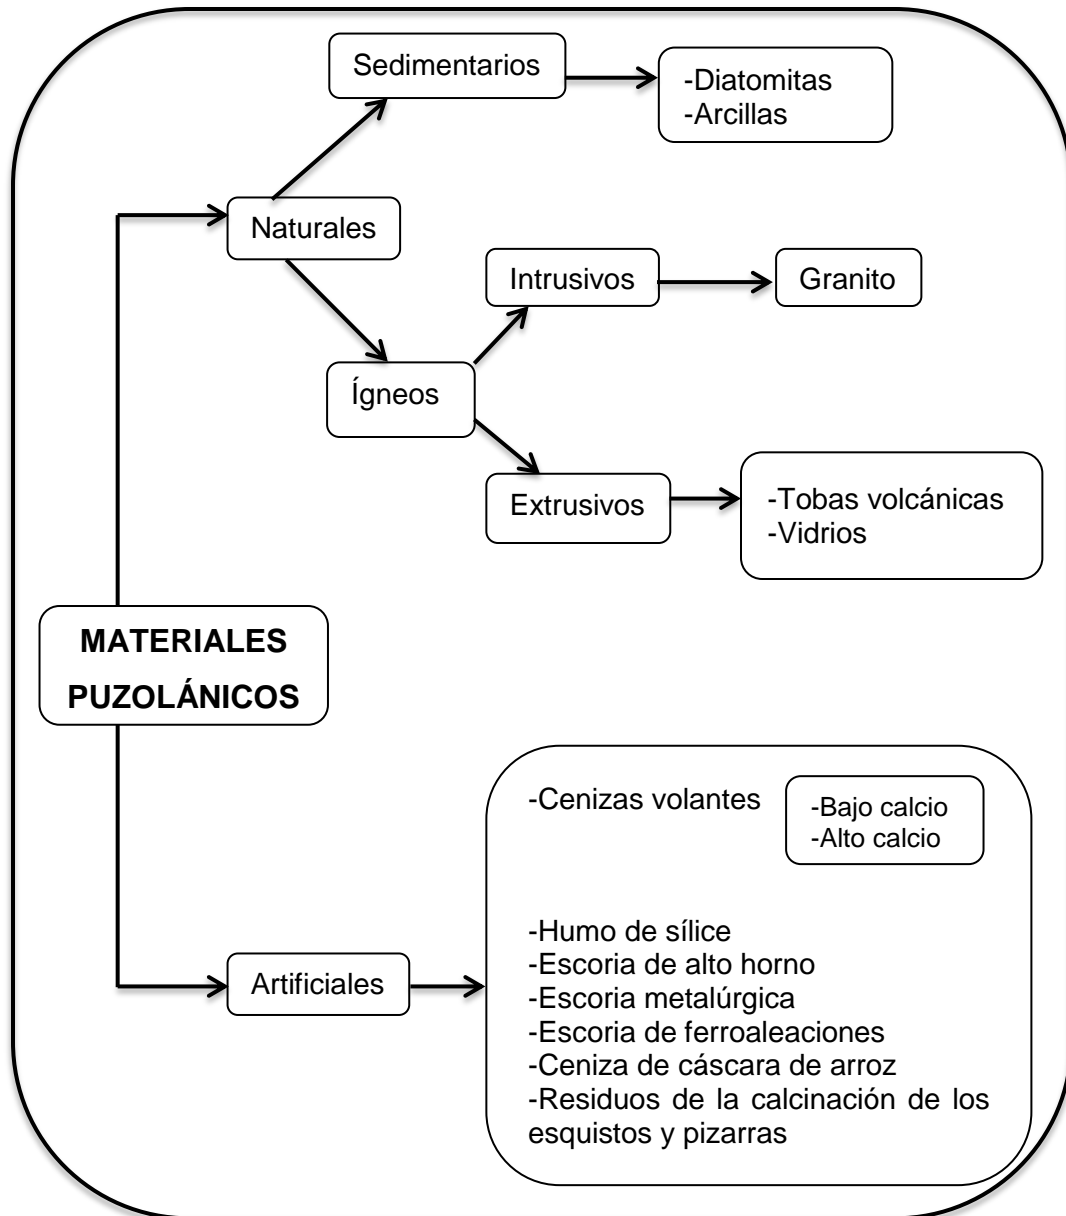 Sedimentarios
-Diatomitas
-Arcillas
Naturales
Intrusivos
Granito
Ígneos
Extrusivos
-Tobas volcánicas
-Vidrios
MATERIALES
PUZOLÁNICOS
-Cenizas volantes
-Bajo calcio
-Alto calcio
-Humo de sílice
-Escoria de alto horno
Artificiales
-Escoria metalúrgica
-Escoria de ferroaleaciones
-Ceniza de cáscara de arroz
-Residuos de la calcinación de los
esquistos y pizarras